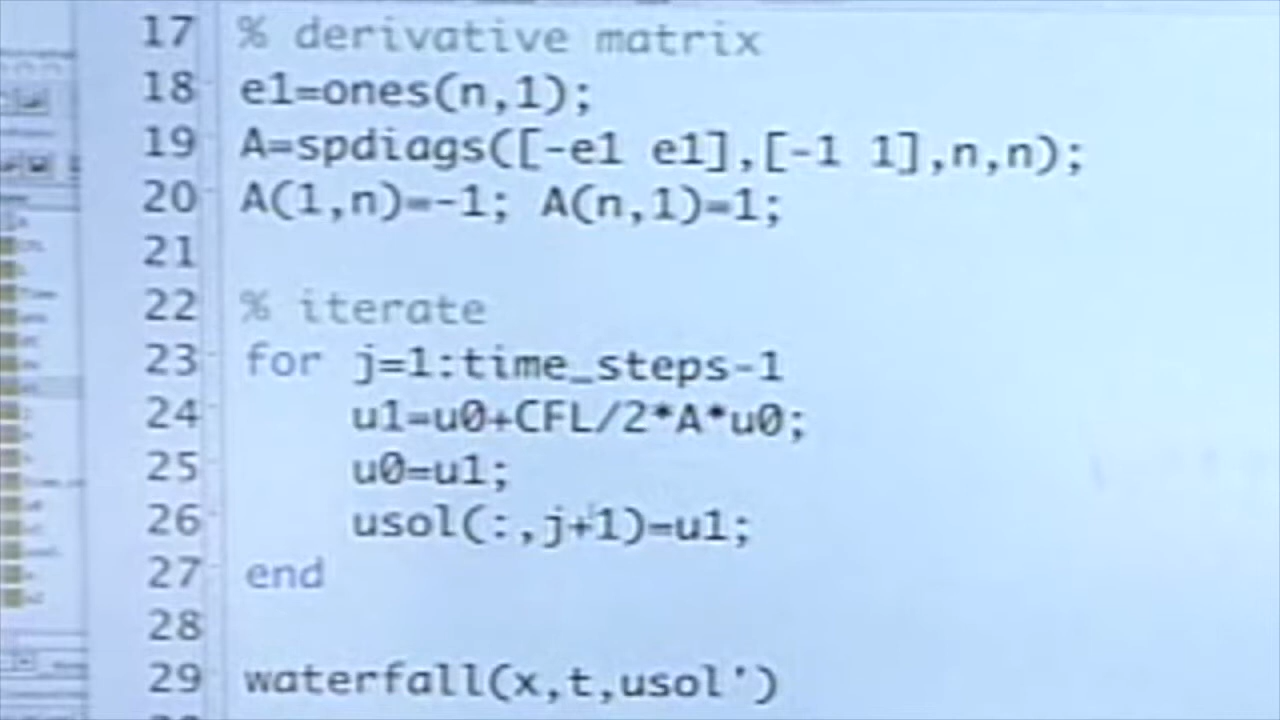 17 % derivative matrix
18 e1=ones(n,1);
19 A=spdiags([-e1 e1],[-1 1],n,n);
20 A(1,n)=-1; A(n,1)=1;
21
22 % iterate
23 for j=1:time_steps-1
24 u1=u0+CFL/2*A*u0;
25 u0=u1;
26 usol(:,j+1)=u1;
27 end
28
29 waterfall(x,t,usol')